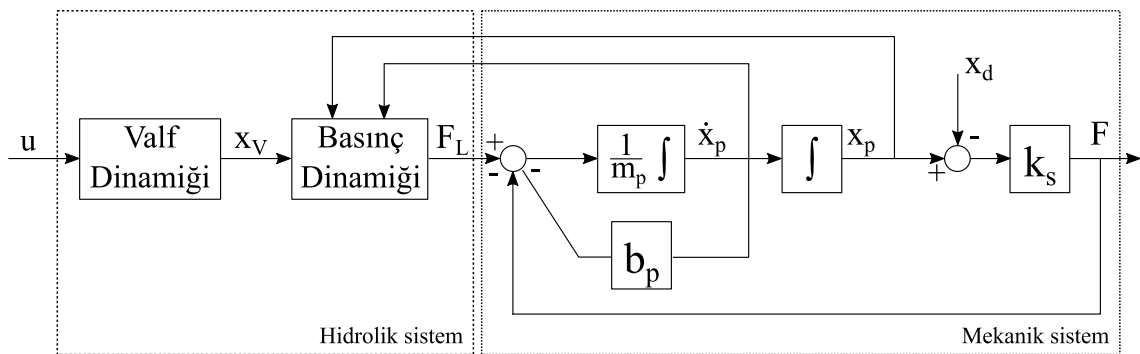 u
Valf
Dinamiği
x_V
Basınç
Dinamiği
F_L
+
-
-
1/m_p ∫
ẋ_p
∫
x_p
x_d
-
+
k_s
F
b_p
Hidrolik sistem
Mekanik sistem